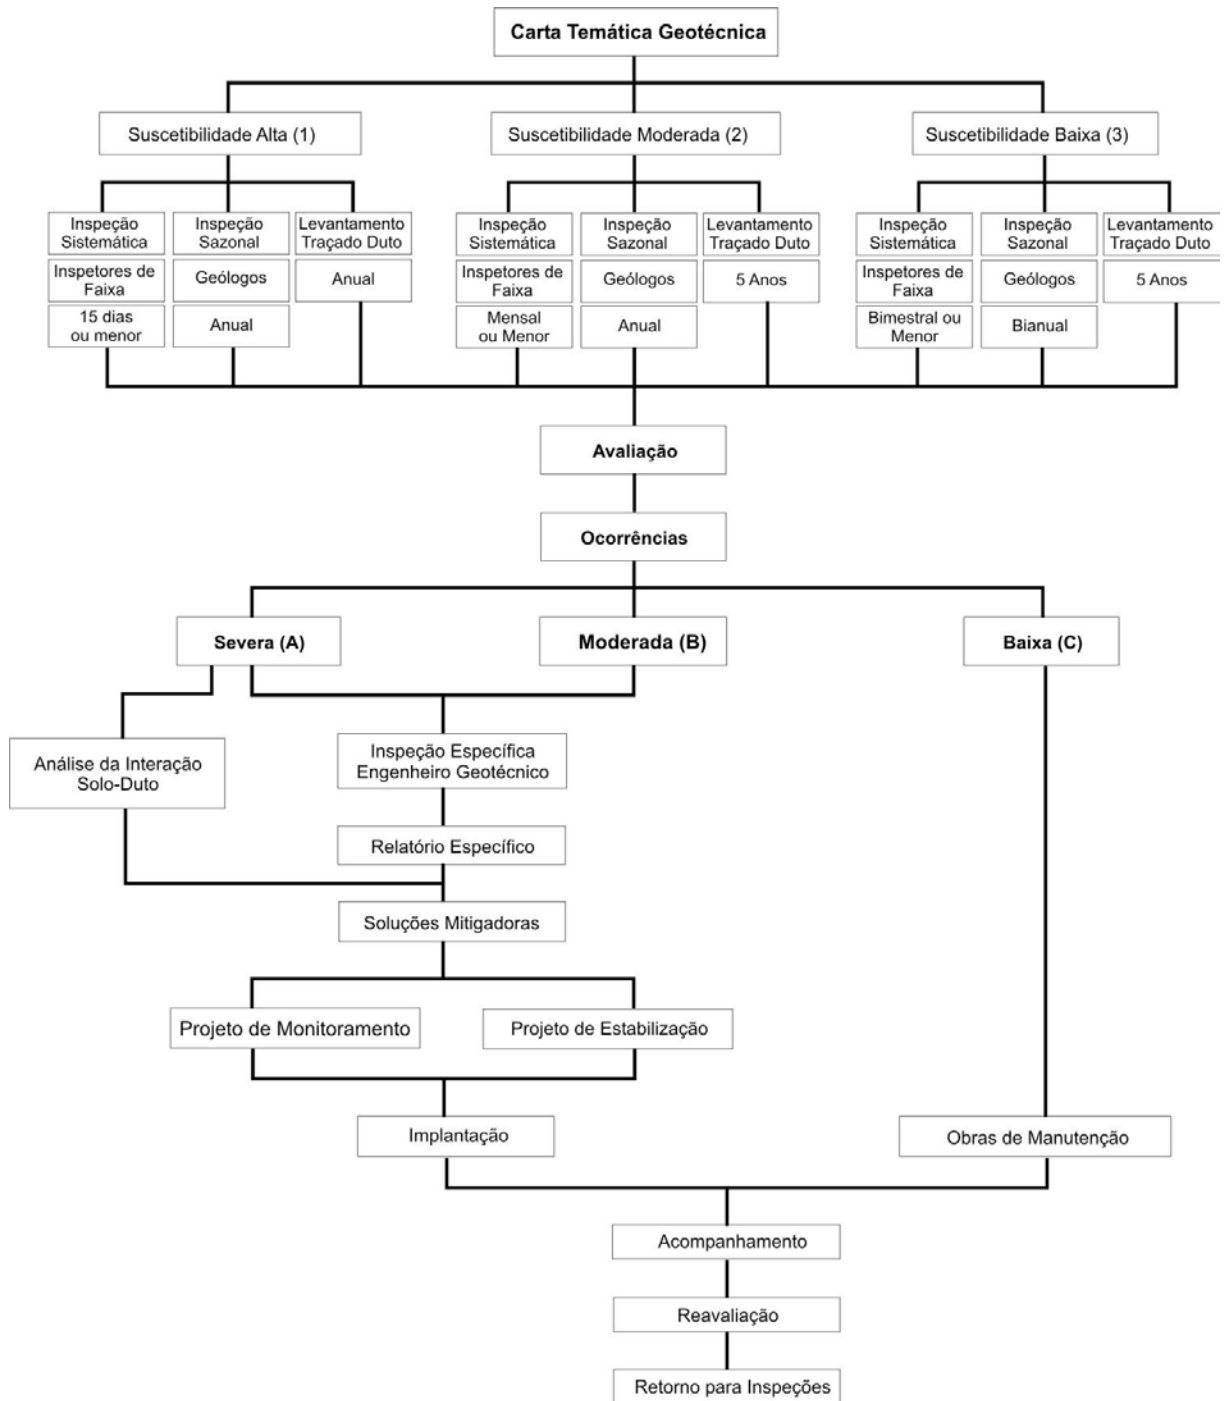 Carta Temática Geotécnica
Suscetibilidade Alta (1)
Suscetibilidade Moderada (2)
Suscetibilidade Baixa (3)
Inspeção
Sistemática
Inspeção
Sazonal
Levantamento
Traçado Duto
Inspeção
Sistemática
Inspeção
Sazonal
Levantamento
Traçado Duto
Inspeção
Sistemática
Inspeção
Sazonal
Levantamento
Traçado Duto
Inspetores de
Faixa
Geólogos
Anual
Inspetores de
Faixa
Geólogos
5 Anos
Inspetores de
Faixa
Geólogos
5 Anos
15 dias
ou menor
Anual
Mensal
ou Menor
Anual
Bimestral ou
Menor
Bianual
Avaliação
Ocorrências
Severa (A)
Moderada (B)
Baixa (C)
Análise da Interação
Solo-Duto
Inspeção Específica
Engenheiro Geotécnico
Relatório Específico
Soluções Mitigadoras
Projeto de Monitoramento
Projeto de Estabilização
Implantação
Obras de Manutenção
Acompanhamento
Reavaliação
Retorno para Inspeções